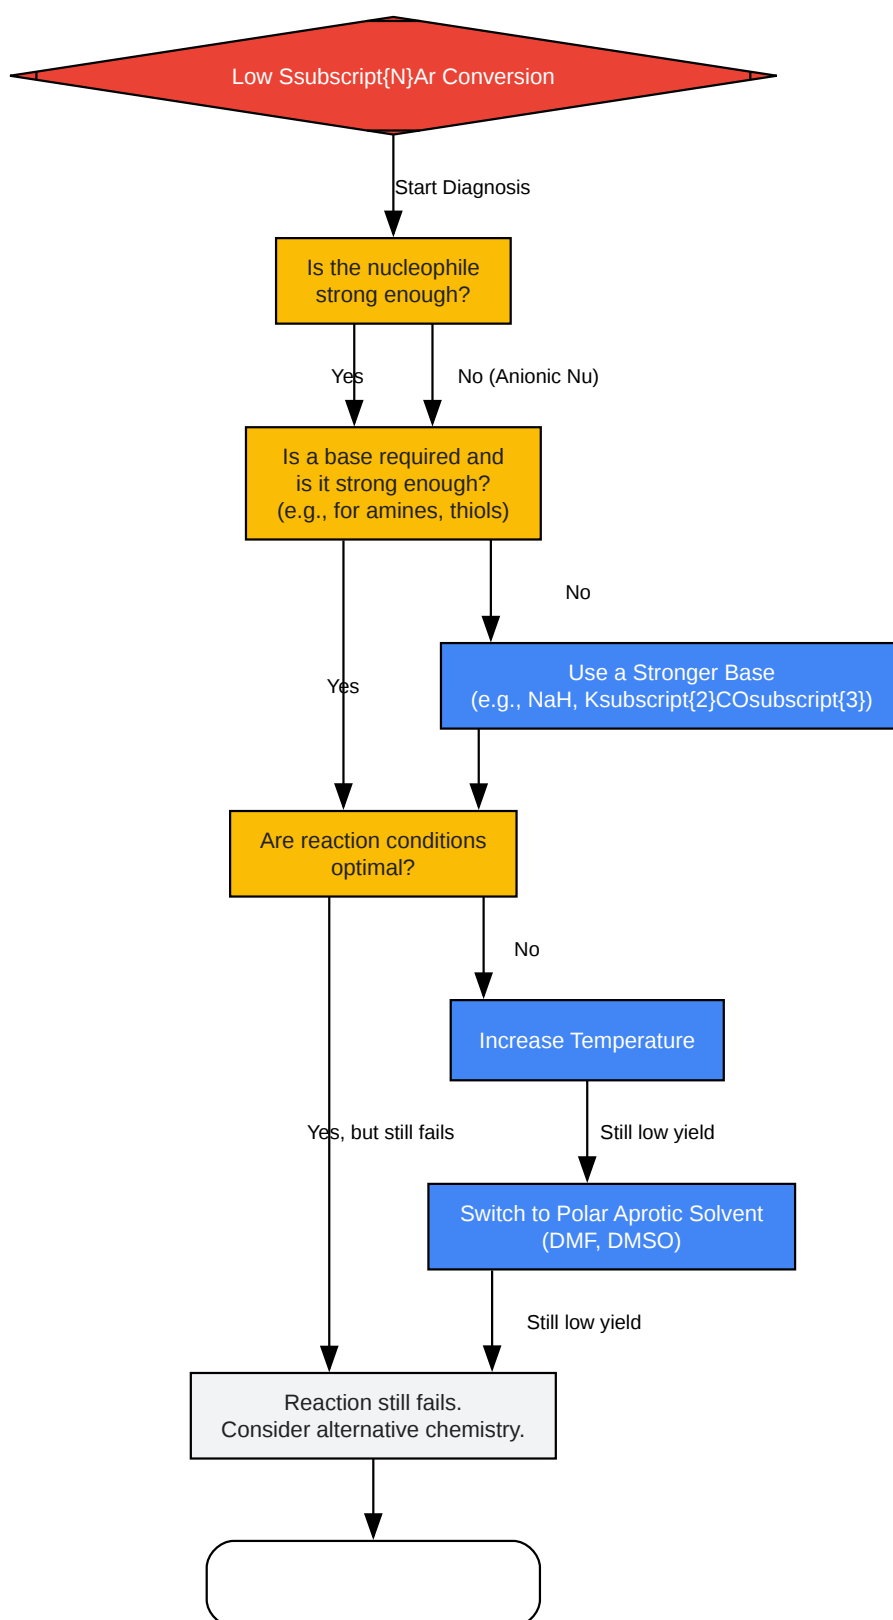 Low Ssubscript{N}Ar Conversion
Start Diagnosis
Is the nucleophile
strong enough?
Yes
No (Anionic Nu)
Is a base required and
is it strong enough?
(e.g., for amines, thiols)
No
Use a Stronger Base
(e.g., NaH, Ksubscript{2}COsubscript{3})
Yes
Are reaction conditions
optimal?
No
Increase Temperature
Yes, but still fails
Still low yield
Switch to Polar Aprotic Solvent
(DMF, DMSO)
Still low yield
Reaction still fails.
Consider alternative chemistry.